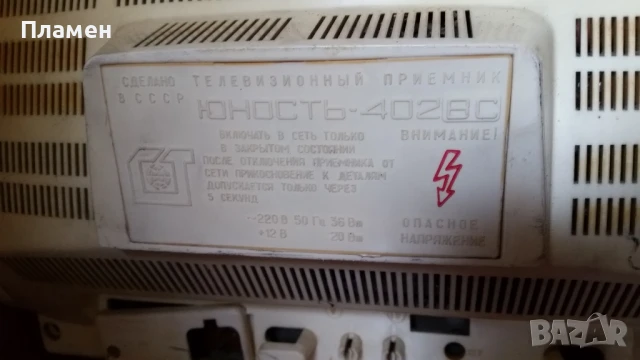 Пламен
СДЕЛАНО
В СССР
ТЕЛЕВИЗИОННЫЙ ПРИЕМНИК
ЮНОСТЬ-402ВС
ВКЛЮЧАТЬ В СЕТЬ ТОЛЬКО
В ЗАКРЫТОМ СОСТОЯНИИ
ПОСЛЕ ОТКЛЮЧЕНИЯ ПРИЕМНИКА ОТ
СЕТИ ПРИКОСНОВЕНИЕ К ДЕТАЛЯМ
ДОПУСКАЕТСЯ ТОЛЬКО ЧЕРЕЗ
5 СЕКУНД
~220 В 50 Гц 36 Вт
+12 В 20 Вт
ВНИМАНИЕ!
ОПАСНОЕ
НАПРЯЖЕНИЕ
BAZAR